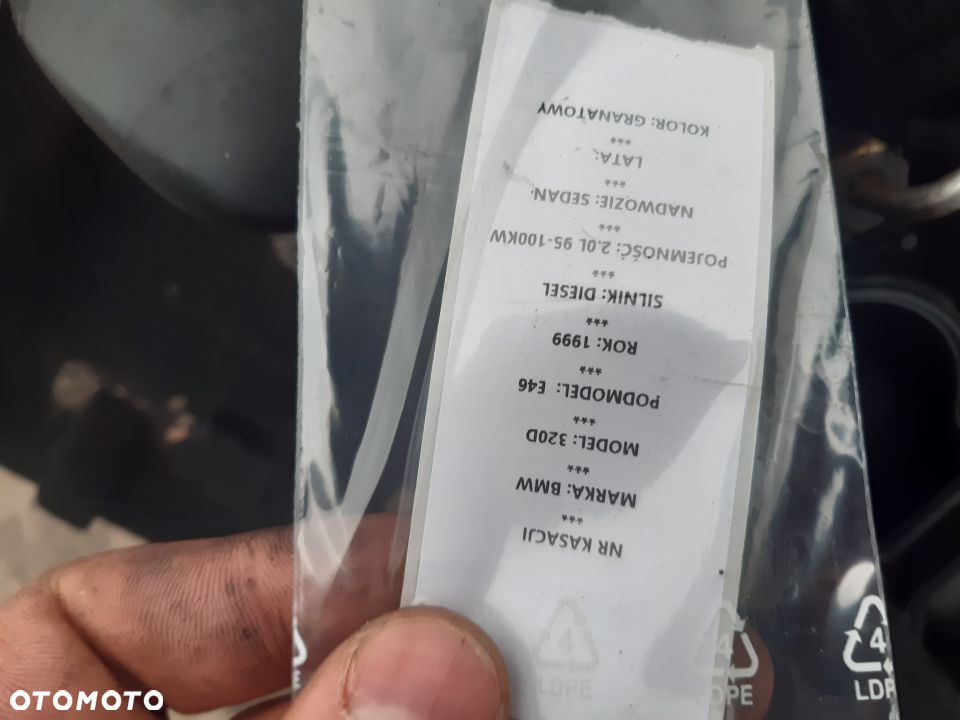 NR KASACJI
***
MARKA: BMW
***
MODEL: 320D
***
PODMODEL: E46
***
ROK: 1999
***
SILNIK: DIESEL
***
POJEMNOŚĆ: 2.0L 95-100KW
***
NADWOZIE: SEDAN
***
LATA:
***
KOLOR: GRANATOWY
4
LDPE
4
LDPE
4
LDP
OTOMOTO